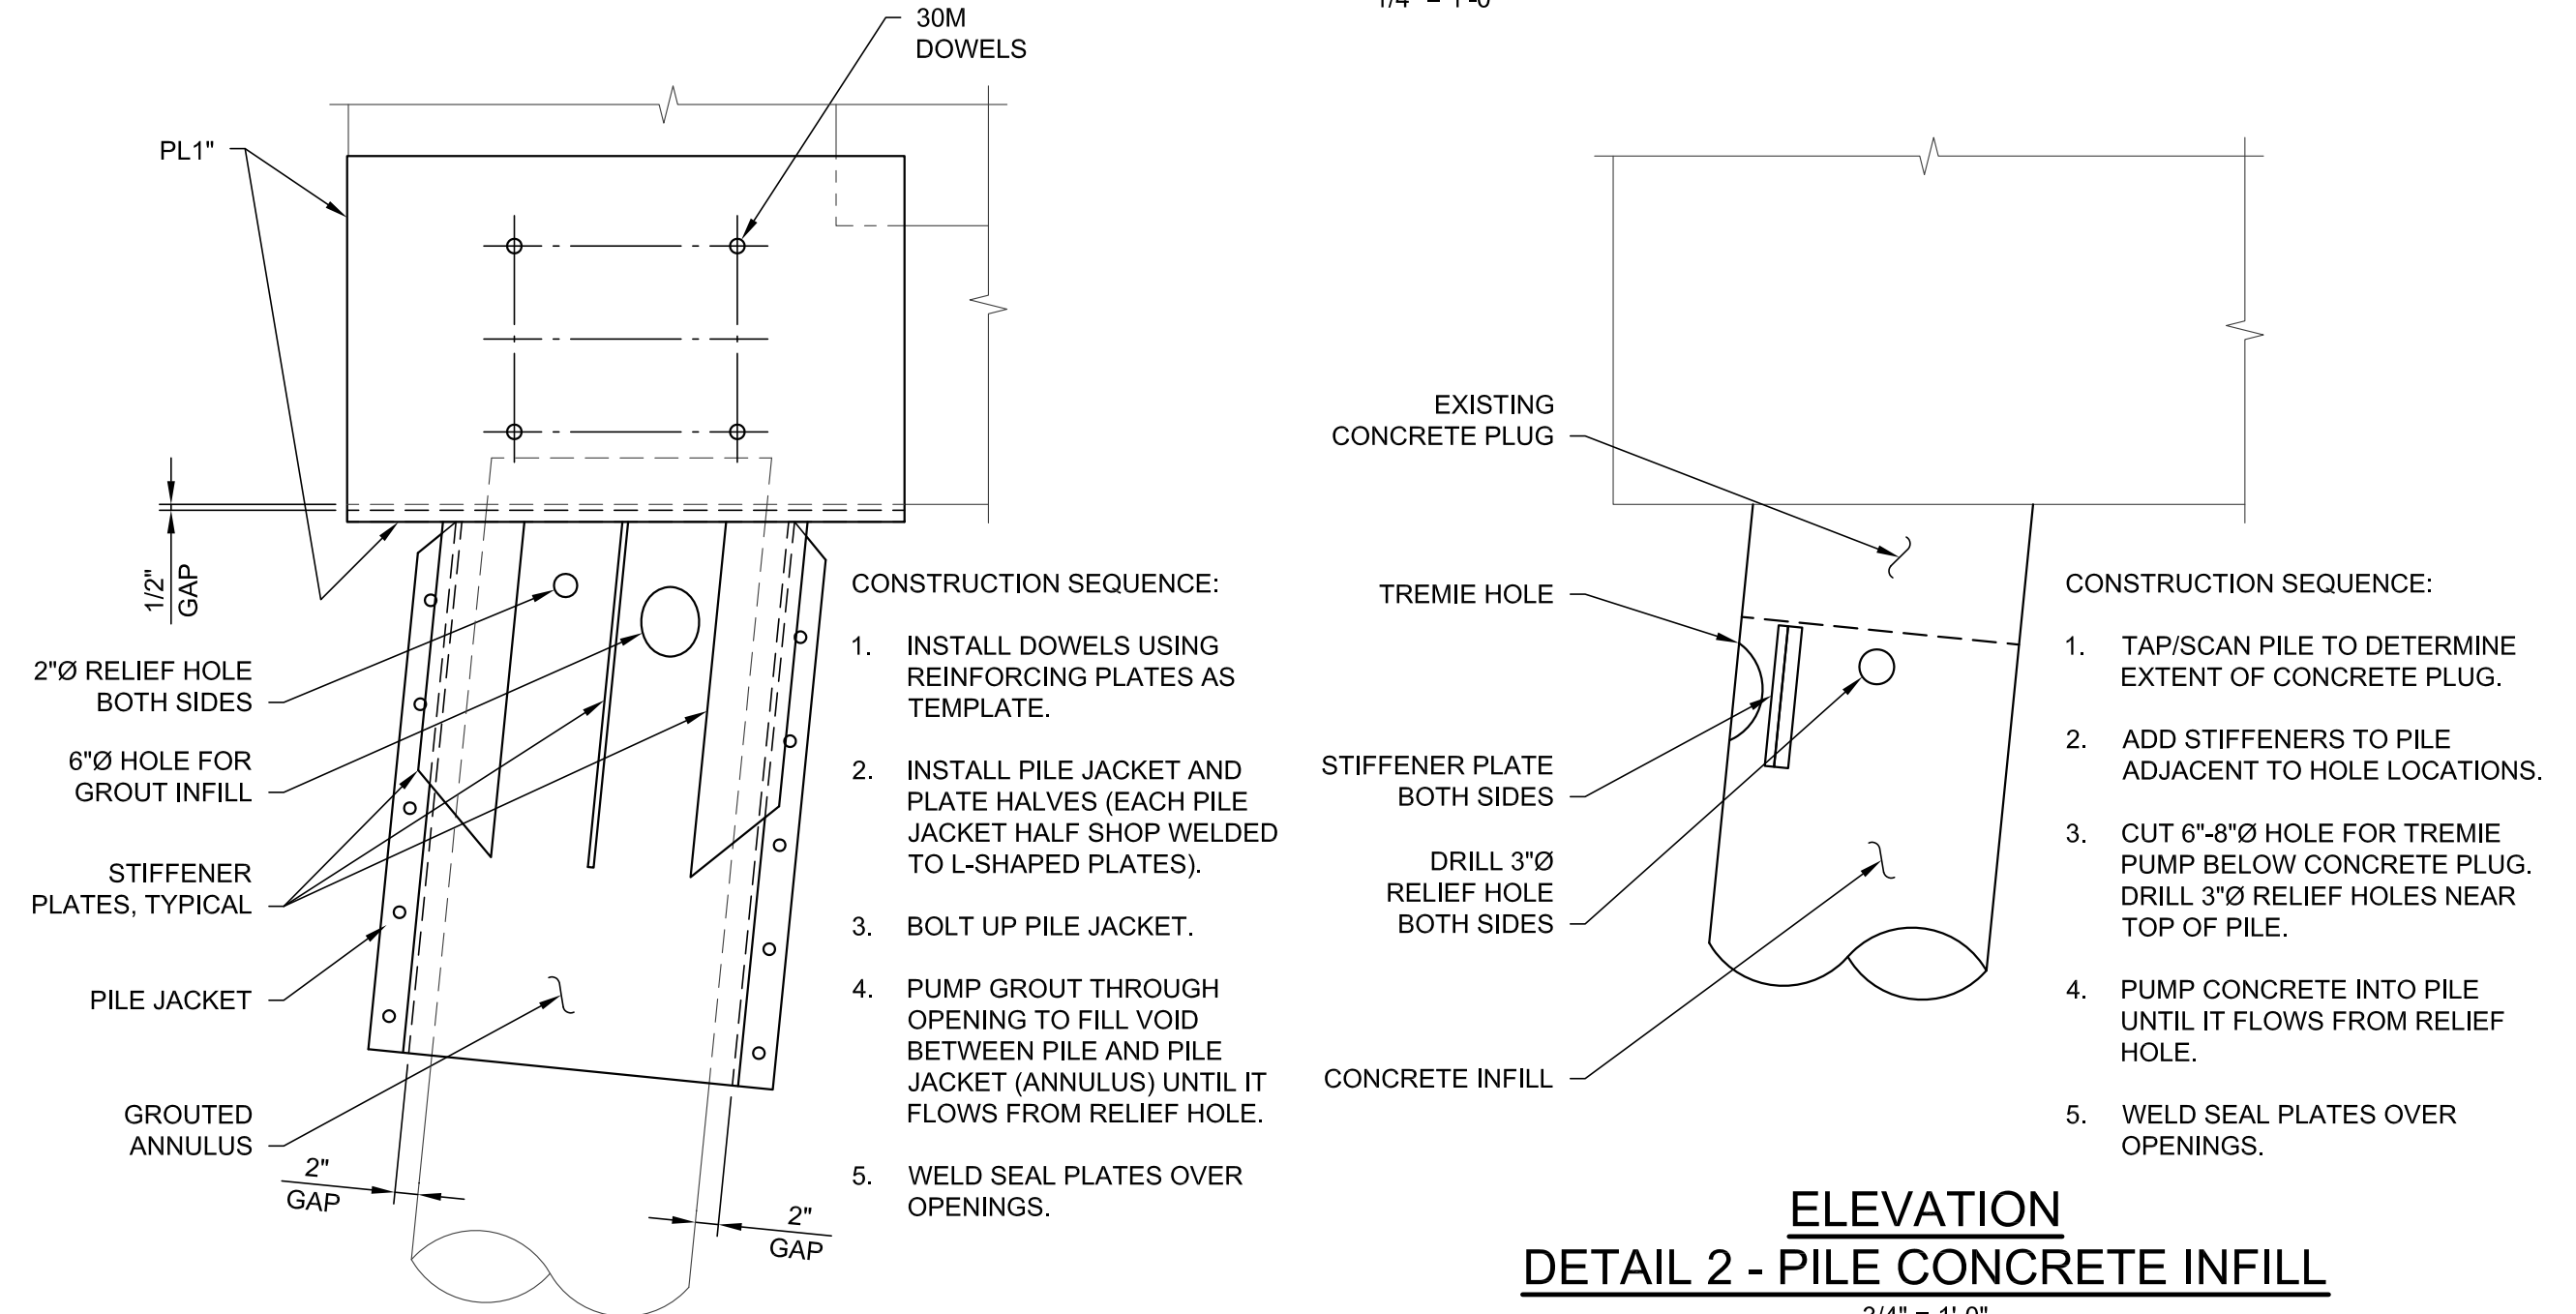 1/4" = 1'-0"
30M
DOWELS
PL1"
1/2"
GAP
2"Ø RELIEF HOLE
BOTH SIDES
6"Ø HOLE FOR
GROUT INFILL
STIFFENER
PLATES, TYPICAL
PILE JACKET
GROUTED
ANNULUS
2"
GAP
2"
GAP
CONSTRUCTION SEQUENCE:
1. INSTALL DOWELS USING
REINFORCING PLATES AS
TEMPLATE.
2. INSTALL PILE JACKET AND
PLATE HALVES (EACH PILE
JACKET HALF SHOP WELDED
TO L-SHAPED PLATES).
3. BOLT UP PILE JACKET.
4. PUMP GROUT THROUGH
OPENING TO FILL VOID
BETWEEN PILE AND PILE
JACKET (ANNULUS) UNTIL IT
FLOWS FROM RELIEF HOLE.
5. WELD SEAL PLATES OVER
OPENINGS.
EXISTING
CONCRETE PLUG
TREMIE HOLE
STIFFENER PLATE
BOTH SIDES
DRILL 3"Ø
RELIEF HOLE
BOTH SIDES
CONCRETE INFILL
CONSTRUCTION SEQUENCE:
1. TAP/SCAN PILE TO DETERMINE
EXTENT OF CONCRETE PLUG.
2. ADD STIFFENERS TO PILE
ADJACENT TO HOLE LOCATIONS.
3. CUT 6"-8"Ø HOLE FOR TREMIE
PUMP BELOW CONCRETE PLUG.
DRILL 3"Ø RELIEF HOLES NEAR
TOP OF PILE.
4. PUMP CONCRETE INTO PILE
UNTIL IT FLOWS FROM RELIEF
HOLE.
5. WELD SEAL PLATES OVER
OPENINGS.
ELEVATION
DETAIL 2 - PILE CONCRETE INFILL
3/4" = 1'-0"